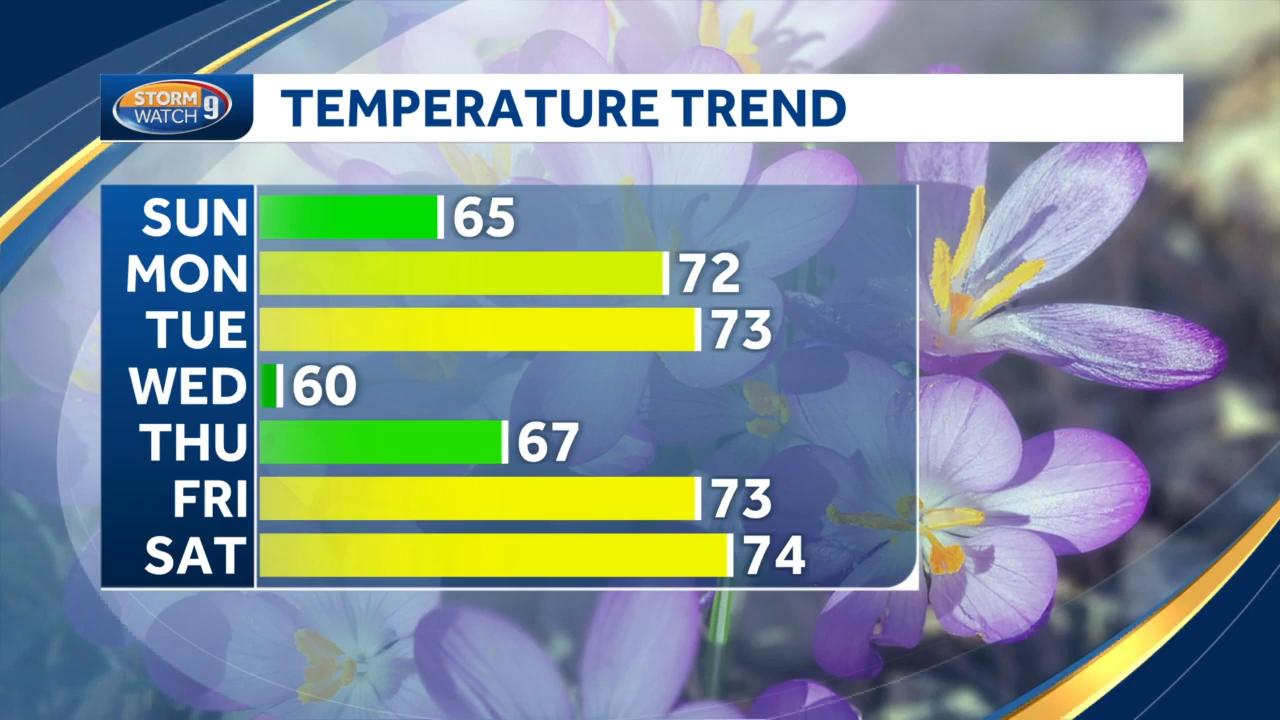 STORM
WATCH 9
TEMPERATURE TREND
SUN 65
MON 72
TUE 73
WED 60
THU 67
FRI 73
SAT 74